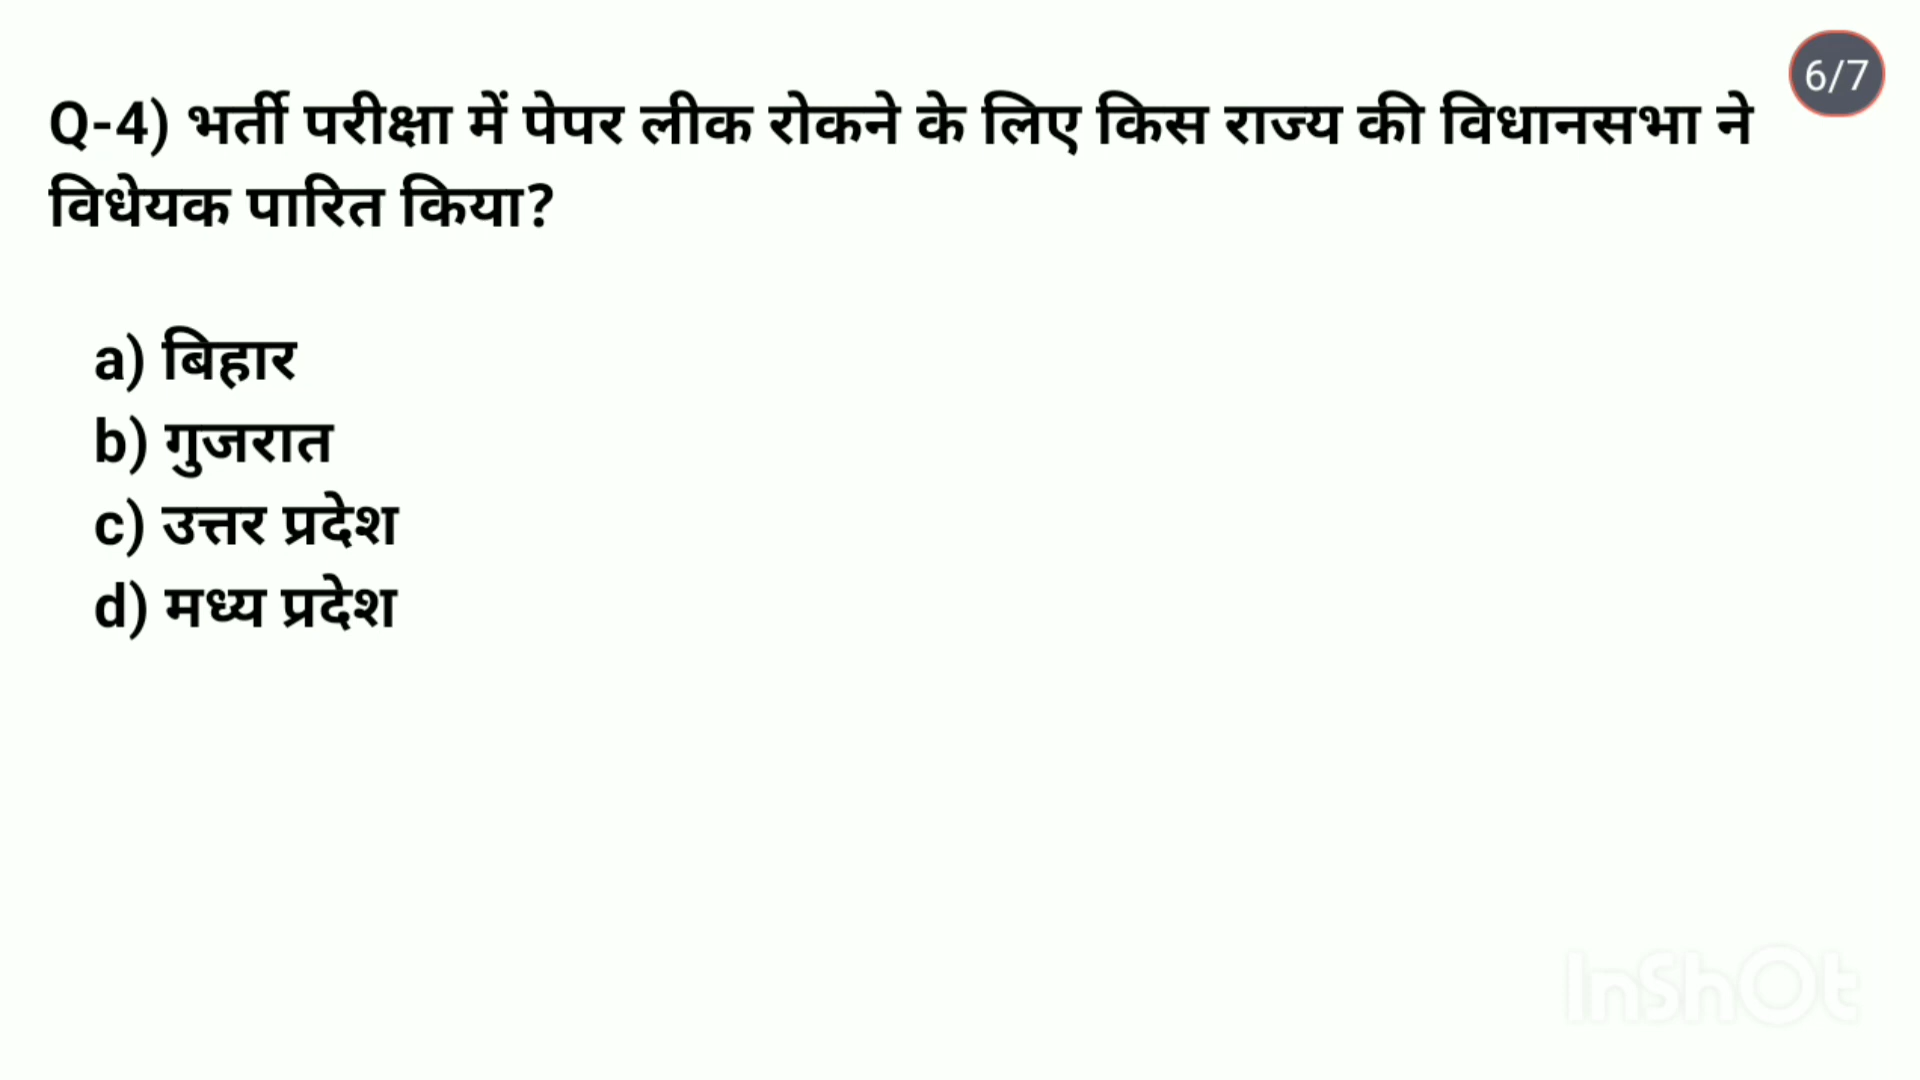 6/7
Q-4) भर्ती परीक्षा में पेपर लीक रोकने के लिए किस राज्य की विधानसभा ने
विधेयक पारित किया?
a) बिहार
b) गुजरात
c) उत्तर प्रदेश
d) मध्य प्रदेश
InShOt